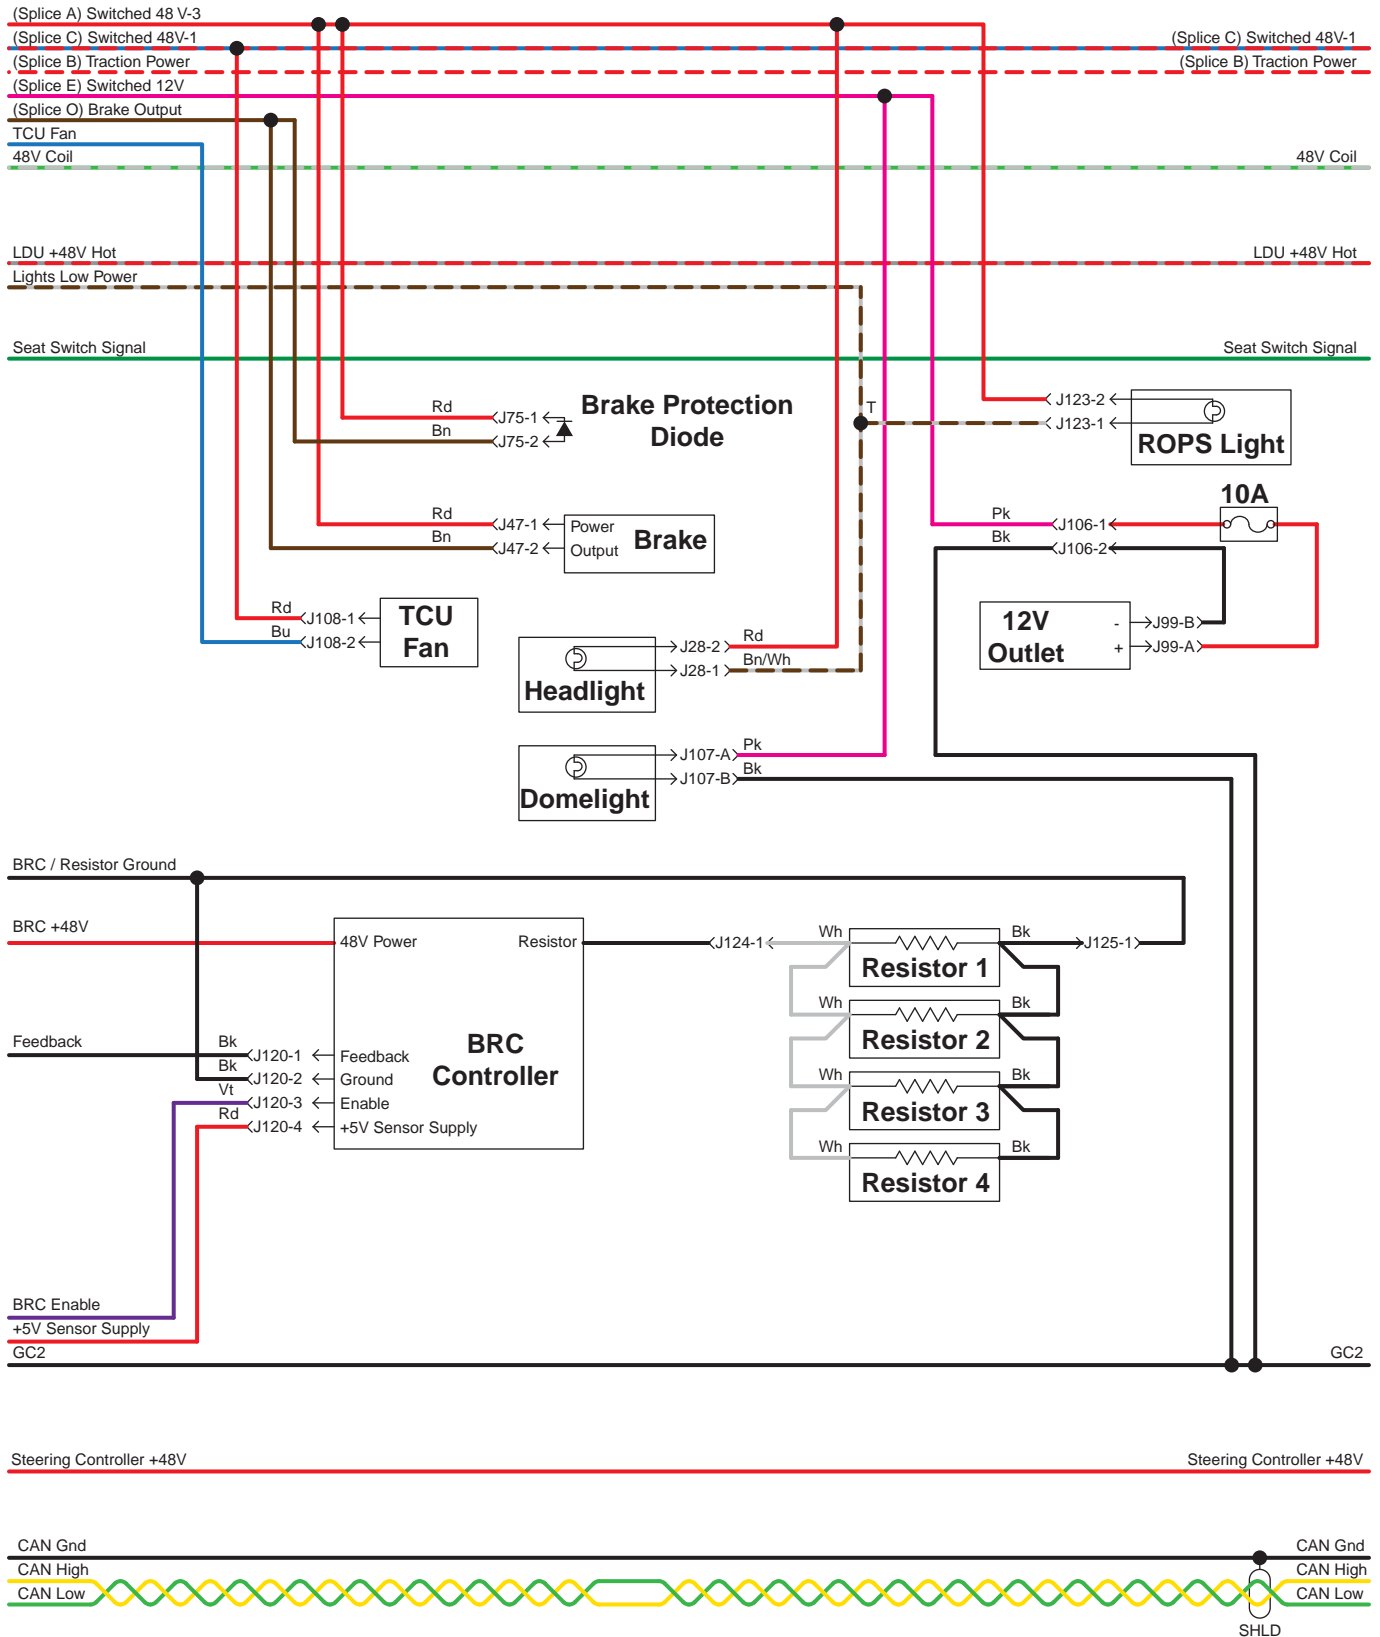 (Splice A) Switched 48 V-3
(Splice C) Switched 48V-1 (Splice C) Switched 48V-1
(Splice B) Traction Power (Splice B) Traction Power
(Splice E) Switched 12V
(Splice O) Brake Output
TCU Fan
48V Coil 48V Coil
LDU +48V Hot LDU +48V Hot
Lights Low Power
Seat Switch Signal Seat Switch Signal
Rd J75-1
Bn J75-2
Brake Protection
Diode
T
J123-2
J123-1
ROPS Light
10A
Rd J47-1 Power
Bn J47-2 Output
Brake
Pk J106-1
Bk J106-2
Rd J108-1
Bu J108-2
TCU
Fan
J28-2 Rd
J28-1 Bn/Wh
Headlight
12V
Outlet
- J99-B
+ J99-A
J107-A Pk
J107-B Bk
Domelight
BRC / Resistor Ground
BRC +48V
48V Power Resistor
J124-1
Wh Bk J125-1
Resistor 1
Wh Bk
Resistor 2
Wh Bk
Resistor 3
Wh Bk
Resistor 4
Feedback
Bk J120-1 Feedback
Bk J120-2 Ground
Vt J120-3 Enable
Rd J120-4 +5V Sensor Supply
BRC
Controller
BRC Enable
+5V Sensor Supply
GC2 GC2
Steering Controller +48V Steering Controller +48V
CAN Gnd CAN Gnd
CAN High CAN High
CAN Low CAN Low
SHLD